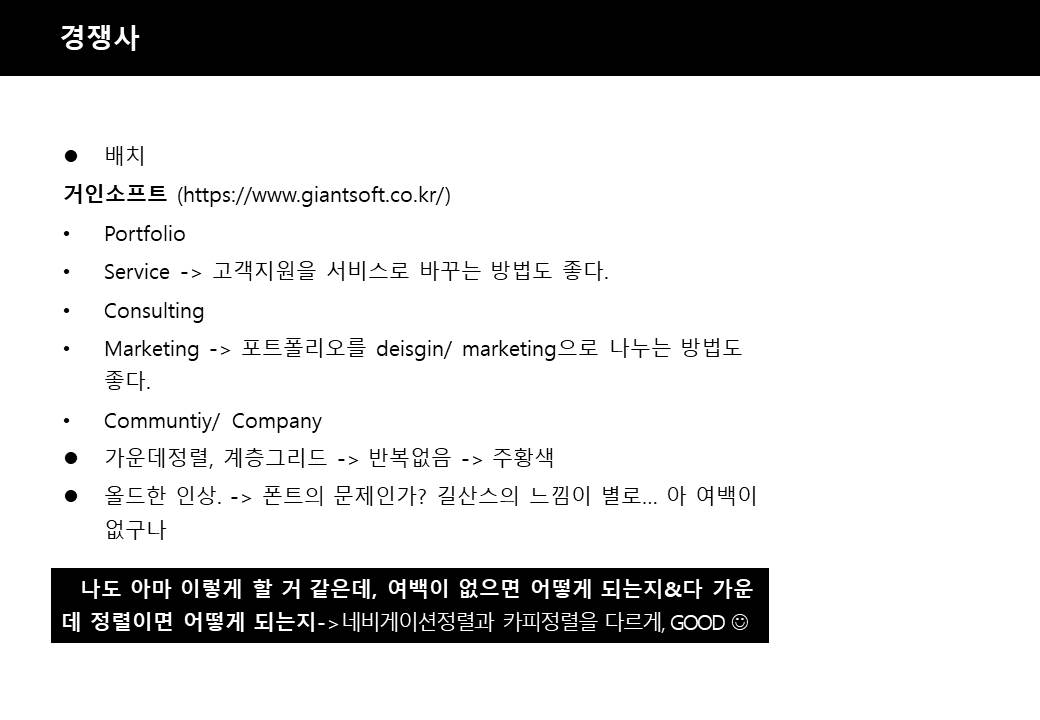 경쟁사
● 배치
거인소프트 (https://www.giantsoft.co.kr/)
• Portfolio
• Service -> 고객지원을 서비스로 바꾸는 방법도 좋다.
• Consulting
• Marketing -> 포트폴리오를 deisgin/ marketing으로 나누는 방법도
좋다.
• Communtiy/ Company
● 가운데정렬, 계층그리드 -> 반복없음 -> 주황색
● 올드한 인상. -> 폰트의 문제인가? 길산스의 느낌이 별로... 아 여백이
없구나
나도 아마 이렇게 할 거 같은데, 여백이 없으면 어떻게 되는지&다 가운
데 정렬이면 어떻게 되는지->네비게이션정렬과 카피정렬을 다르게, GOOD ☺